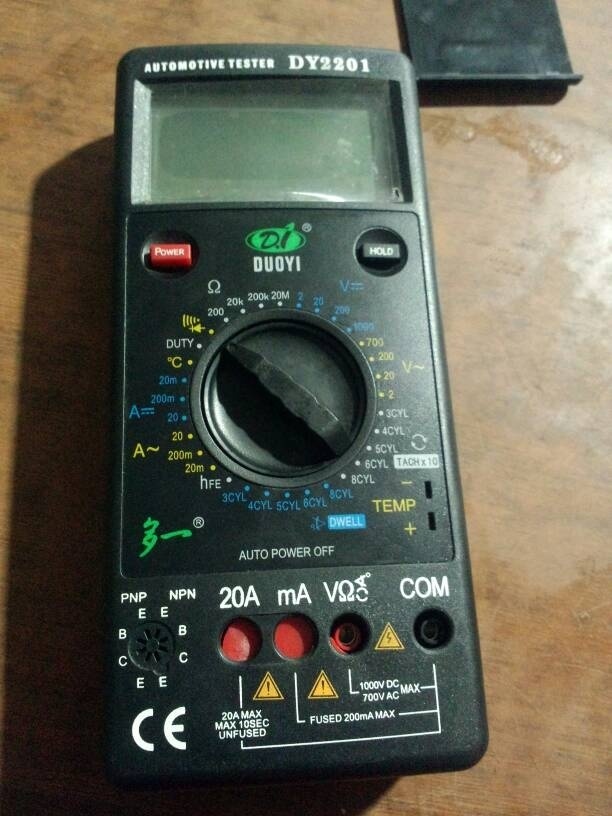 AUTOMOTIVE TESTER DY2201
POWER
D.Y ®
DUOYI
HOLD
Ω
V⎓
200 20k 200k 20M 2 20 200 1000
DUTY
700
°C
200
V~
20m
20
200m
2
A⎓
20
3CYL
20
4CYL
A~
5CYL
200m
6CYL TACH x 10
20m
hFE
8CYL
3CYL 4CYL 5CYL 6CYL 8CYL
DWELL
−
TEMP
+
多一®
AUTO POWER OFF
PNP NPN
E E
B B
C C
E E
20A mA VΩ COM
1000V DC
700V AC MAX
20A MAX
MAX 10SEC
UNFUSED
FUSED 200mA MAX
CE